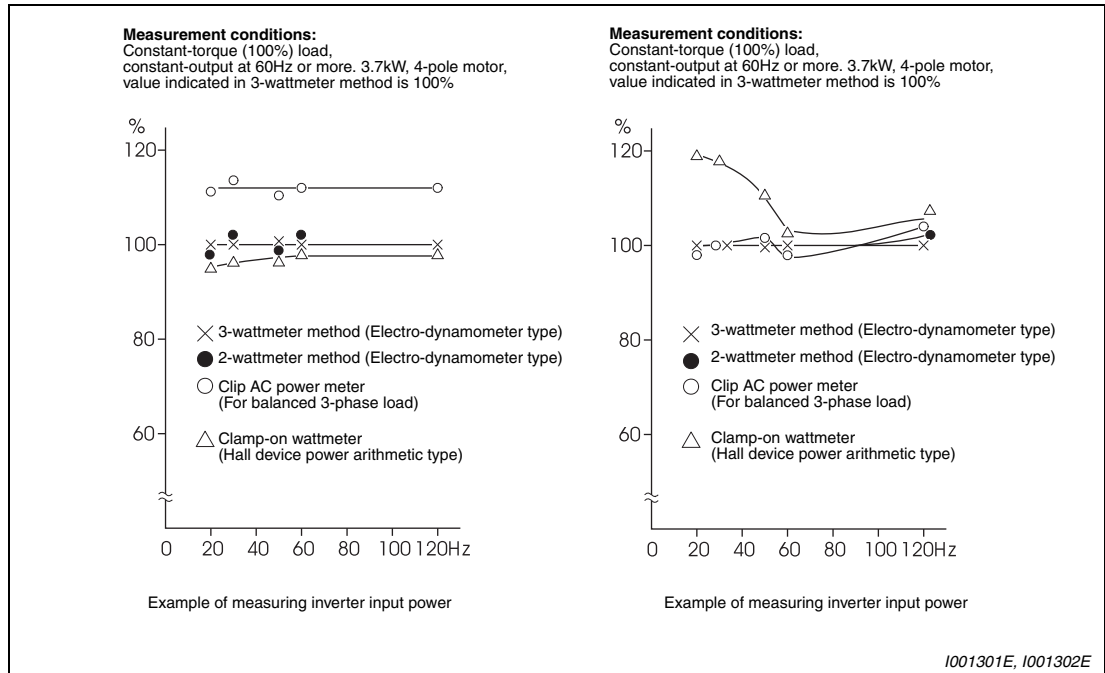 Measurement conditions:
Constant-torque (100%) load,
constant-output at 60Hz or more. 3.7kW, 4-pole motor,
value indicated in 3-wattmeter method is 100%
%
120
100
80
60
3-wattmeter method (Electro-dynamometer type)
2-wattmeter method (Electro-dynamometer type)
Clip AC power meter
(For balanced 3-phase load)
Clamp-on wattmeter
(Hall device power arithmetic type)
0 20 40 60 80 100 120Hz
Example of measuring inverter input power
Measurement conditions:
Constant-torque (100%) load,
constant-output at 60Hz or more. 3.7kW, 4-pole motor,
value indicated in 3-wattmeter method is 100%
%
120
100
80
60
3-wattmeter method (Electro-dynamometer type)
2-wattmeter method (Electro-dynamometer type)
Clip AC power meter
(For balanced 3-phase load)
Clamp-on wattmeter
(Hall device power arithmetic type)
0 20 40 60 80 100 120Hz
Example of measuring inverter input power
I001301E, I001302E